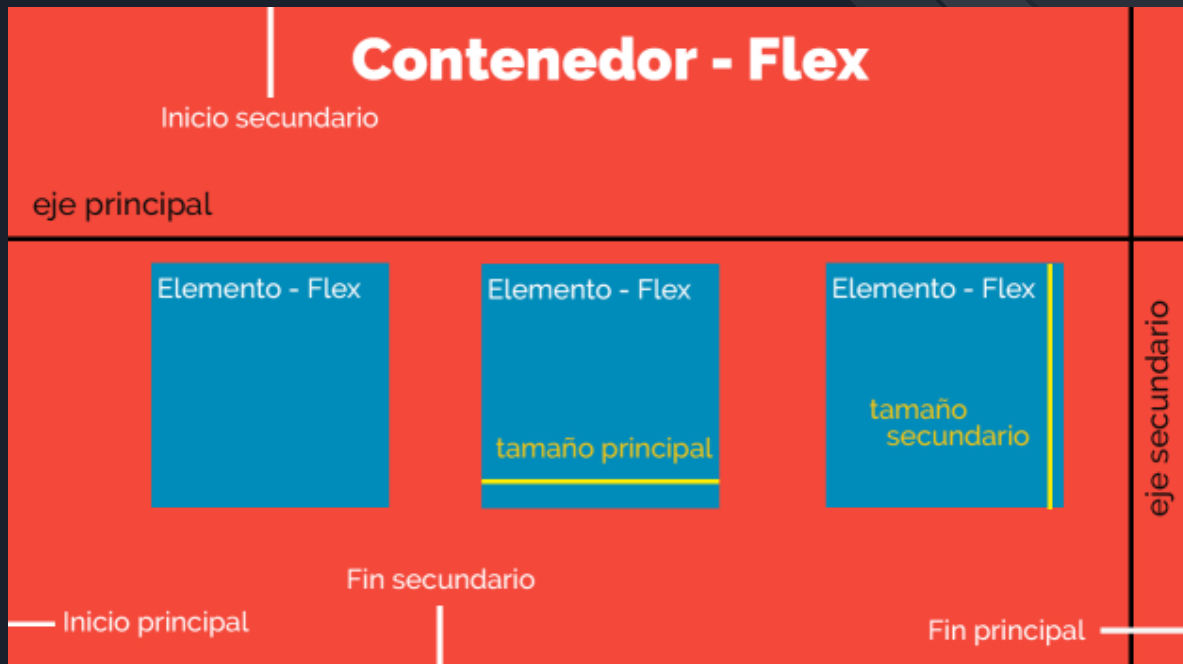 Contenedor - Flex
Inicio secundario
eje principal
Elemento - Flex
Elemento - Flex
tamaño principal
Elemento - Flex
tamaño
secundario
eje secundario
Fin secundario
Inicio principal
Fin principal